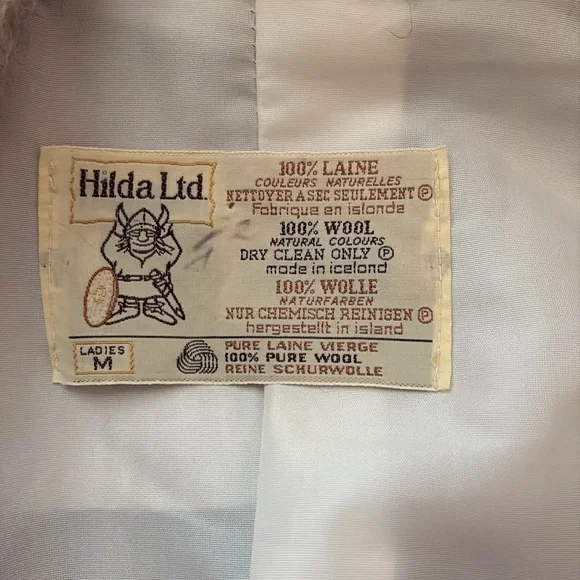 Hilda Ltd.
100% LAINE
COULEURS NATURELLES
NETTOYER A SEC SEULEMENT Ⓟ
Fabrique en islande
100% WOOL
NATURAL COLOURS
DRY CLEAN ONLY Ⓟ
made in iceland
100% WOLLE
NATURFARBEN
NUR CHEMISCH REINIGEN Ⓟ
hergestellt in island
LADIES
M
PURE LAINE VIERGE
100% PURE WOOL
REINE SCHURWOLLE